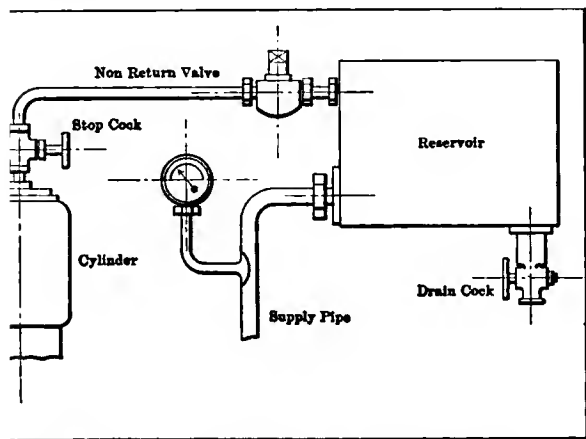 Non Return Valve
Stop Cock
Reservoir
Cylinder
Drain Cock
Supply Pipe